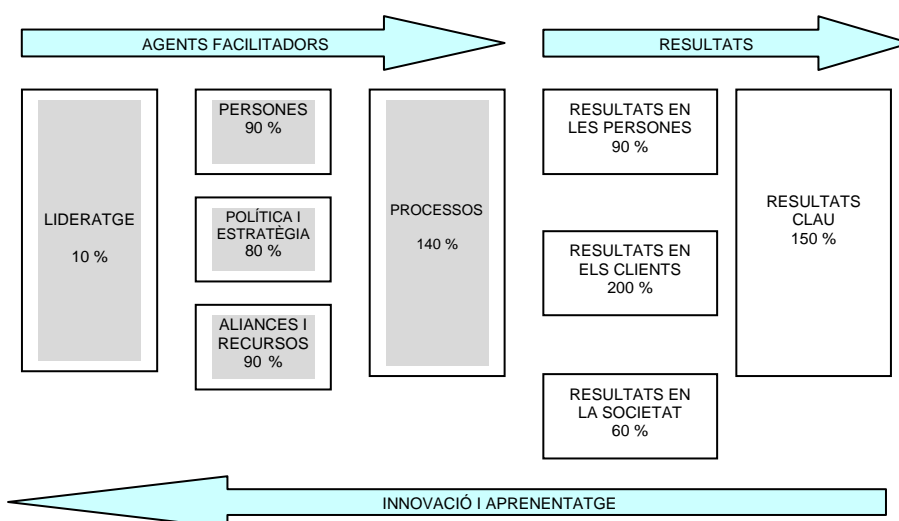 AGENTS FACILITADORS
RESULTATS
LIDERATGE
10 %
PERSONES
90 %
POLÍTICA I
ESTRATÈGIA
80 %
ALIANCES I
RECURSOS
90 %
PROCESSOS
140 %
RESULTATS EN
LES PERSONES
90 %
RESULTATS EN
ELS CLIENTS
200 %
RESULTATS EN
LA SOCIETAT
60 %
RESULTATS
CLAU
150 %
INNOVACIÓ I APRENENTATGE